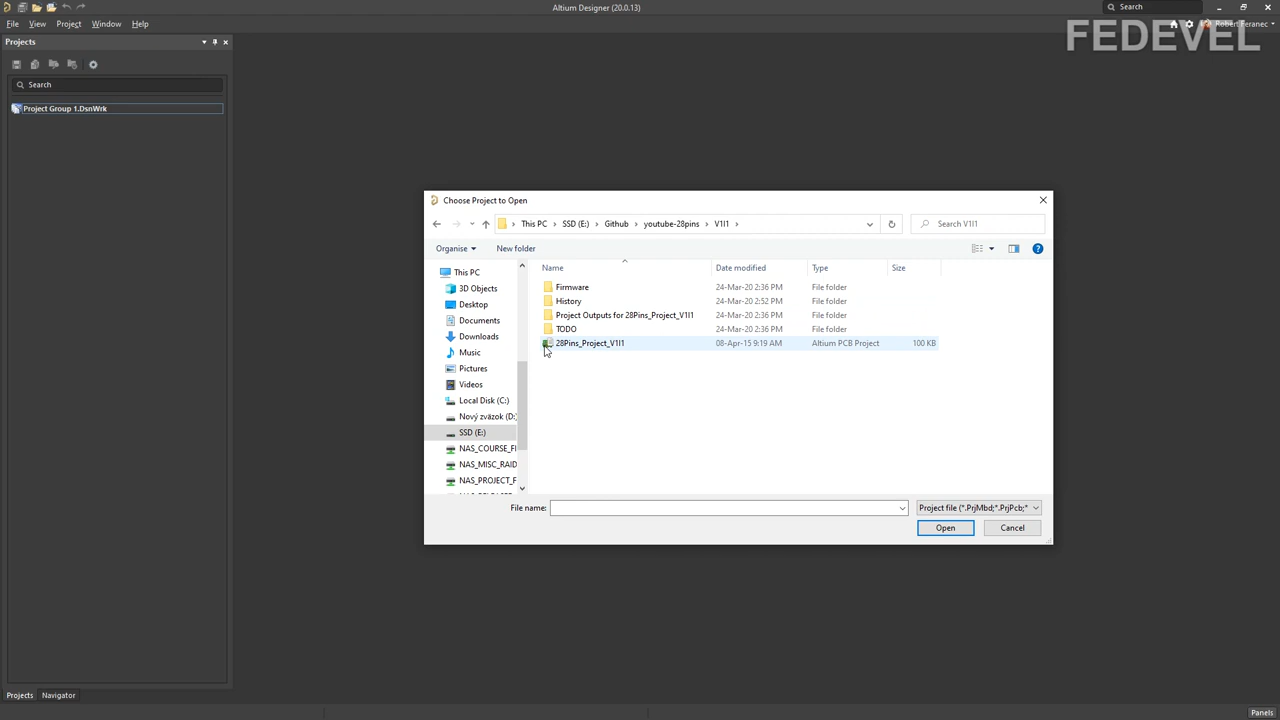 Altium Designer (20.0.13)
Search
File View Project Window Help
Robert Feranec
FEDEVEL
Projects
Search
Project Group 1.DsnWrk
Choose Project to Open
This PC > SSD (E:) > Github > youtube-28pins > V1I1 >
Search V1I1
Organise New folder
Name Date modified Type Size
This PC
3D Objects
Desktop
Documents
Downloads
Music
Pictures
Videos
Local Disk (C:)
Nový zväzok (D:)
SSD (E:)
NAS_COURSE_FI
NAS_MISC_RAID
NAS_PROJECT_F
Firmware 24-Mar-20 2:36 PM File folder
History 24-Mar-20 2:52 PM File folder
Project Outputs for 28Pins_Project_V1I1 24-Mar-20 2:36 PM File folder
TODO 24-Mar-20 2:36 PM File folder
28Pins_Project_V1I1 08-Apr-15 9:19 AM Altium PCB Project 100 KB
File name:
Project file (*.PrjMbd;*.PrjPcb;*
Open Cancel
Projects Navigator
Panels